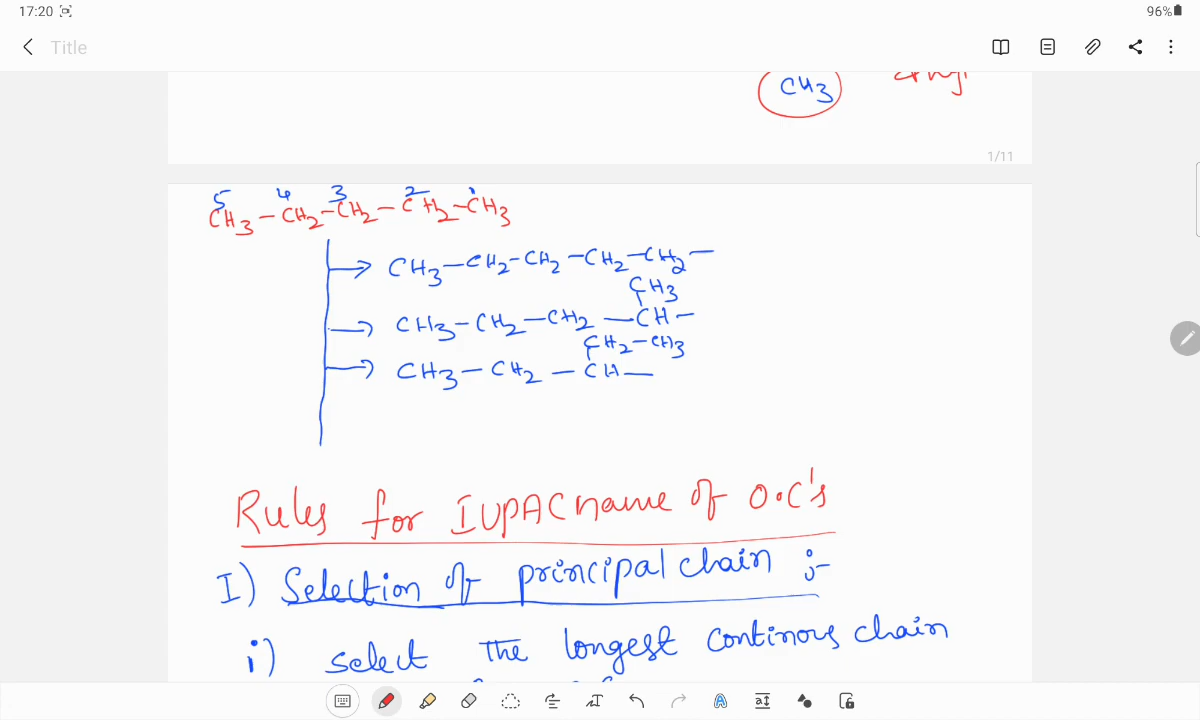 17:20
96%
Title
CH3
1/11
5 4 3 2 1
CH3-CH2-CH2-CH2-CH3
CH3-CH2-CH2-CH2-CH2-
CH3
CH3-CH2-CH2-CH-
CH2-CH3
CH3-CH2-CH-
Rules for IUPAC name of O.C's
I) Selection of principal chain :-
i) select the longest continous chain